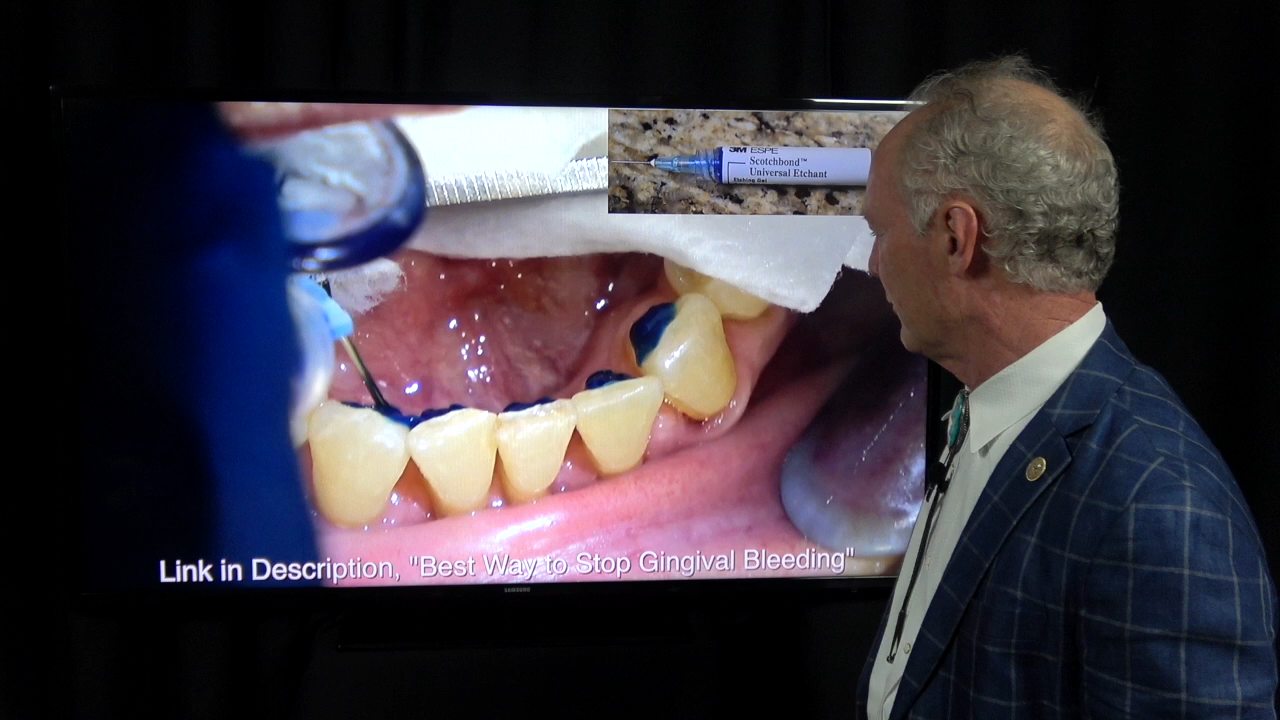 3M ESPE
Scotchbond™
Universal Etchant
Etching Gel
Link in Description, "Best Way to Stop Gingival Bleeding"
SAMSUNG